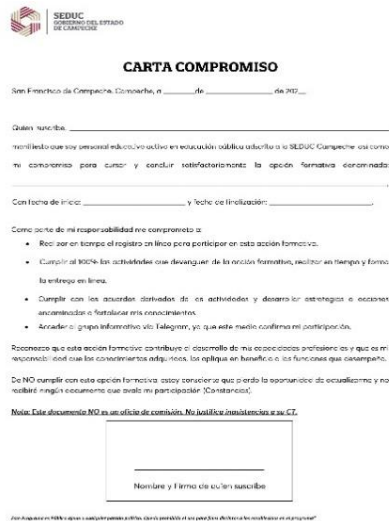 SEDUC
GOBIERNO DEL ESTADO
DE CAMPECHE
CARTA COMPROMISO
San Francisco de Campeche, Campeche, a ________de ________________ de 202__
Quien suscribe, ________________
manifiesto que soy personal educativo activo en educación pública adscrito a la SEDUC Campeche, así como
mi compromiso para cursar y concluir satisfactoriamente la opción formativa denominada:
________________,
Con fecha de inicio: ________________ y fecha de finalización: ________________.
Como parte de mi responsabilidad me comprometo a:
• Realizar en tiempo el registro en línea para participar en esta acción formativa.
• Cumplir al 100% las actividades que devenguen de la acción formativa, realizar en tiempo y forma
la entrega en línea.
• Cumplir con los acuerdos derivados de las actividades y desarrollar estrategias o acciones
encaminadas a fortalecer mis conocimientos.
• Acceder al grupo informativo vía Telegram, ya que este medio confirma mi participación.
Reconozco que esta acción formativa contribuye al desarrollo de mis capacidades profesionales y que es mi
responsabilidad que los conocimientos adquiridos, los aplique en beneficio a las funciones que desempeño.
De NO cumplir con esta opción formativa, estoy consciente que pierdo la oportunidad de actualizarme y no
recibiré ningún documento que avale mi participación (Constancias).
Nota: Este documento NO es un oficio de comisión. No justifica inasistencias a su CT.
Nombre y Firma de quien suscribe